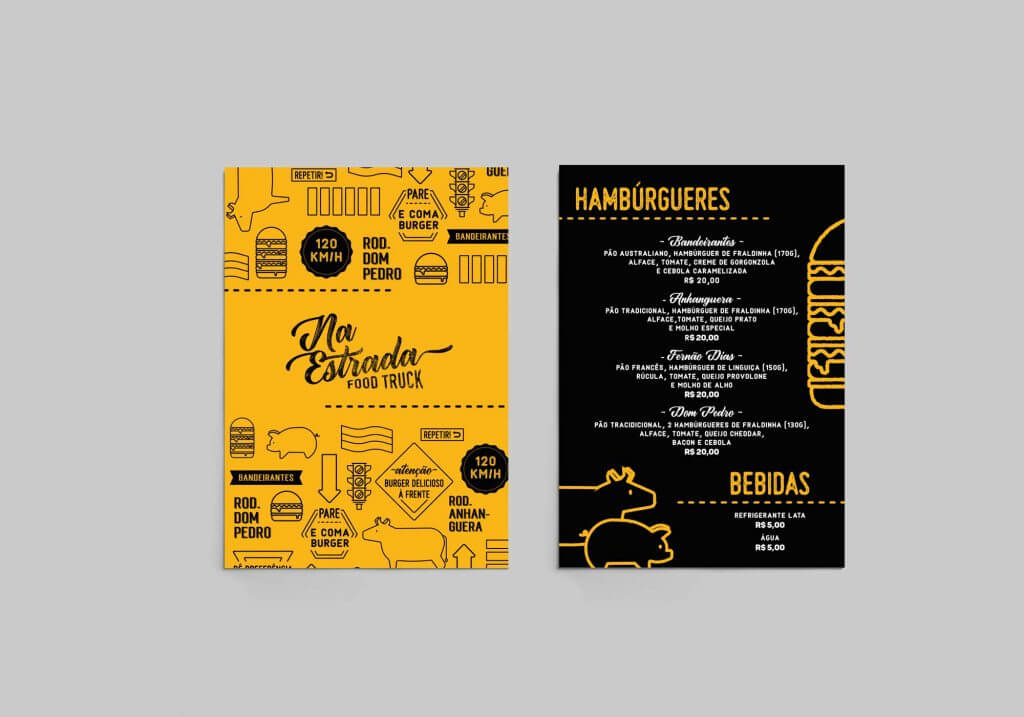 REPETIR!
GUE
PARE
E COMA
BURGER
BANDEIRANTES
120
KM/H
ROD.
DOM
PEDRO
Na
Estrada
FOOD TRUCK
REPETIR!
BANDEIRANTES
atenção
BURGER DELICIOSO
À FRENTE
120
KM/H
ROD.
DOM
PEDRO
PARE
E COMA
BURGER
ROD.
ANHAN-
GUERA
HAMBÚRGUERES
- Bandeirantes ~
PÃO AUSTRALIANO, HAMBÚRGUER DE FRALDINHA [170G],
ALFACE, TOMATE, CREME DE GORGONZOLA
E CEBOLA CARAMELIZADA
R$ 20,00
- Anhanguera ~
PÃO TRADICIONAL, HAMBÚRGUER DE FRALDINHA [170G],
ALFACE,TOMATE, QUEIJO PRATO
E MOLHO ESPECIAL
R$ 20,00
- Fernão Dias ~
PÃO FRANCÊS, HAMBÚRGUER DE LINGUIÇA [150G],
RÚCULA, TOMATE, QUEIJO PROVOLONE
E MOLHO DE ALHO
R$ 20,00
- Dom Pedro ~
PÃO TRACIDICIONAL, 2 HAMBÚRGUERES DE FRALDINHA [130G],
ALFACE, TOMATE, QUEIJO CHEDDAR,
BACON E CEBOLA
R$ 20,00
BEBIDAS
REFRIGERANTE LATA
R$ 5,00
ÁGUA
R$ 5,00